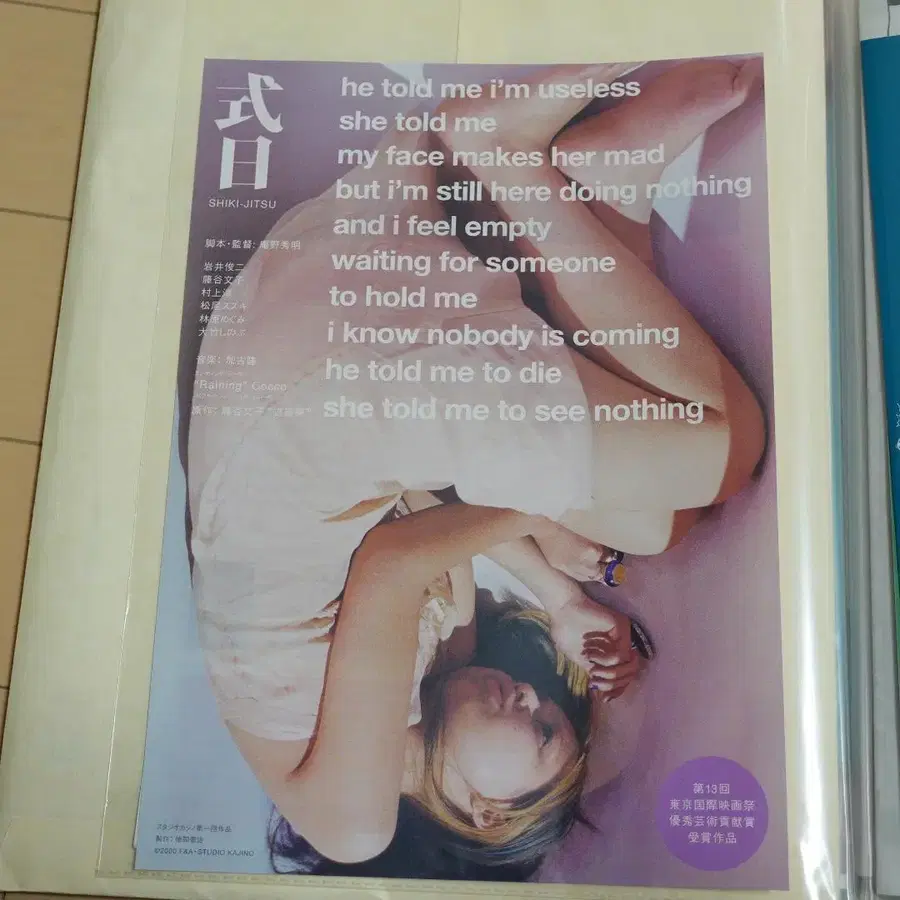 式日
SHIKI-JITSU
he told me i'm useless
she told me
my face makes her mad
but i'm still here doing nothing
and i feel empty
waiting for someone
to hold me
i know nobody is coming
he told me to die
she told me to see nothing
脚本・監督: 庵野秀明
岩井俊二
藤谷文子
村上淳
松尾スズキ
林原めぐみ
大竹しのぶ
音楽: 加古隆
"Raining" Cocco
原作: 藤谷文子
スタジオカジノ第一回作品
©2000 F&A・STUDIO KAJINO
第13回
東京国際映画祭
優秀芸術貢献賞
受賞作品